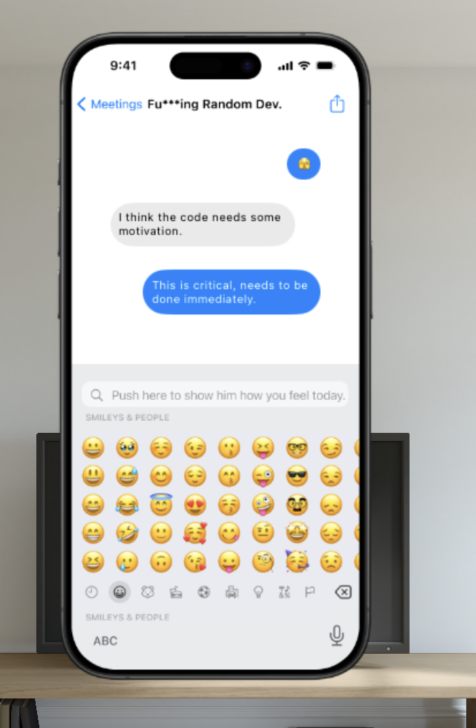 9:41
Meetings Fu***ing Random Dev.
I think the code needs some
motivation.
This is critical, needs to be
done immediately.
Push here to show him how you feel today.
SMILEYS & PEOPLE
SMILEYS & PEOPLE
ABC